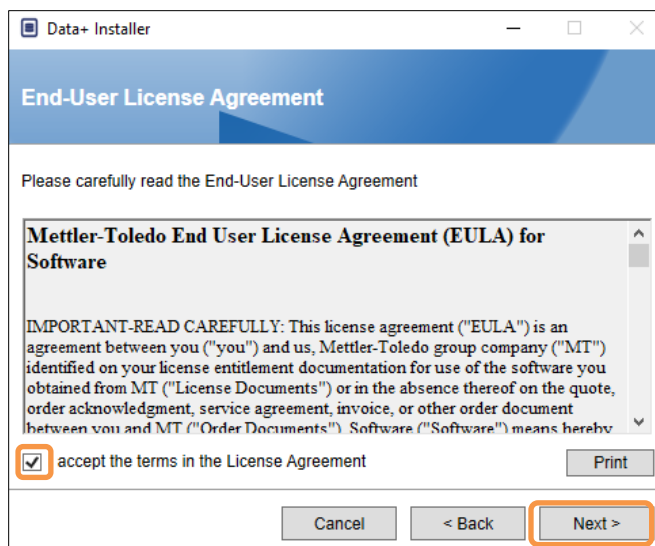 Data+ Installer
End-User License Agreement
Please carefully read the End-User License Agreement
Mettler-Toledo End User License Agreement (EULA) for
Software
IMPORTANT-READ CAREFULLY: This license agreement ("EULA") is an
agreement between you ("you") and us, Mettler-Toledo group company ("MT")
identified on your license entitlement documentation for use of the software you
obtained from MT ("License Documents") or in the absence thereof on the quote,
order acknowledgment, service agreement, invoice, or other order document
between you and MT ("Order Documents"). Software ("Software") means hereby
accept the terms in the License Agreement
Print
Cancel
< Back
Next >